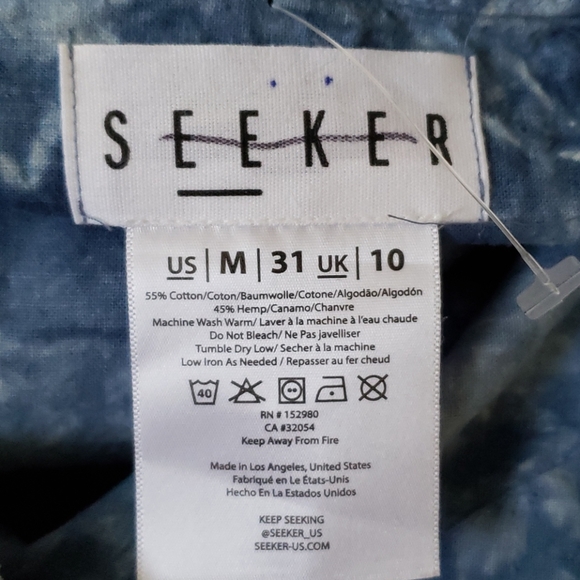 SEEKER
US | M | 31 UK | 10
55% Cotton/Coton/Baumwolle/Cotone/Algodão/Algodón
45% Hemp/Canamo/Chanvre
Machine Wash Warm/ Laver à la machine à l'eau chaude
Do Not Bleach/ Ne Pas javelliser
Tumble Dry Low/ Secher à la machine
Low Iron As Needed / Repasser au fer cheud
40
RN # 152980
CA #32054
Keep Away From Fire
Made in Los Angeles, United States
Fabriqué en Le États-Unis
Hecho En La Estados Unidos
KEEP SEEKING
@SEEKER_US
SEEKER-US.COM